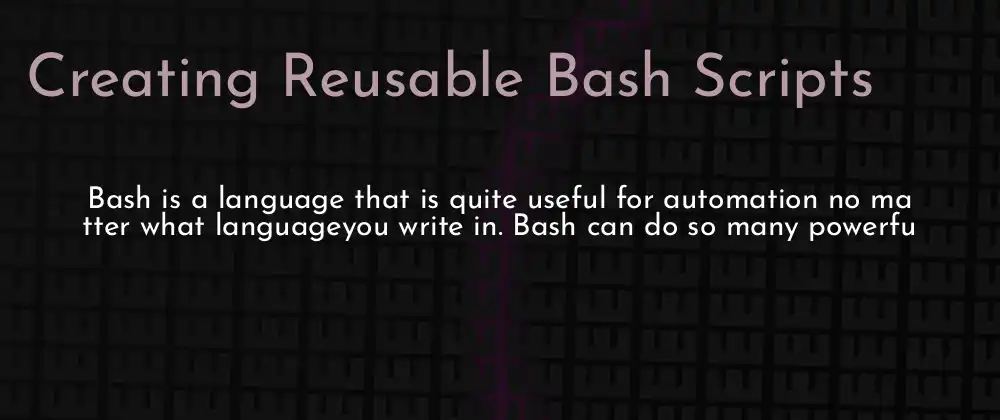 Creating Reusable Bash Scripts
Bash is a language that is quite useful for automation no ma
tter what languageyou write in. Bash can do so many powerfu